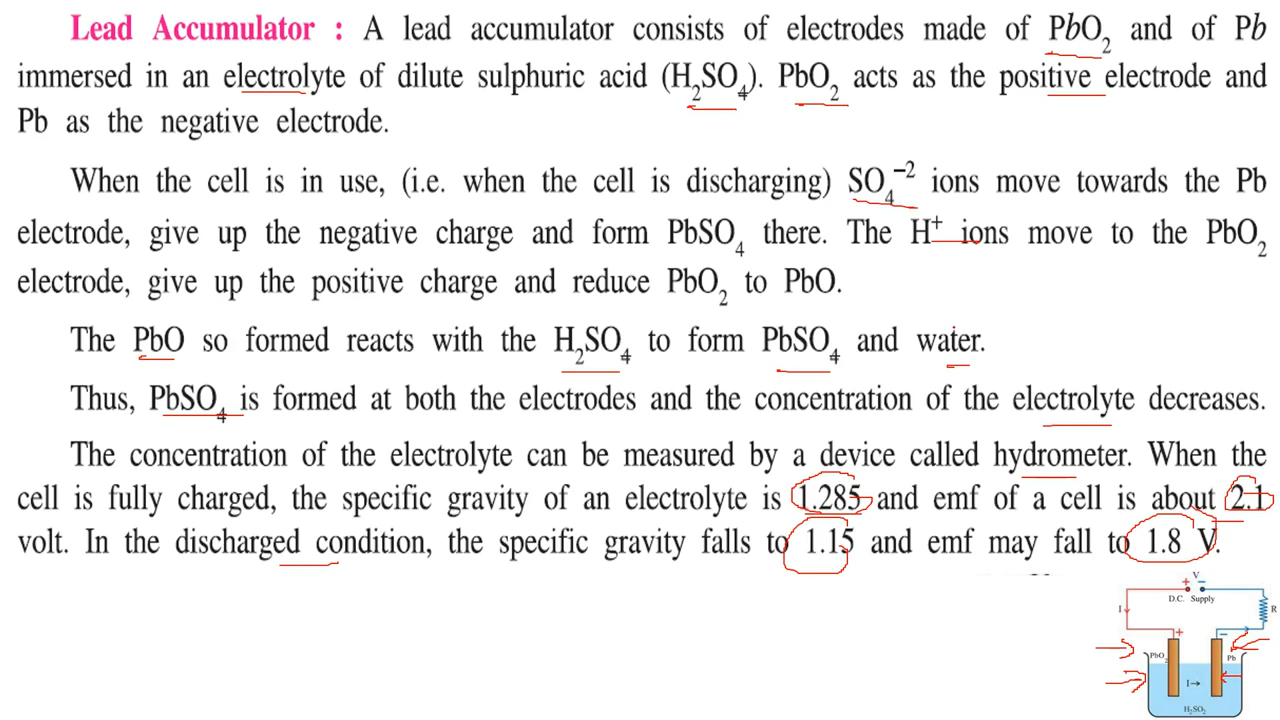 Lead Accumulator : A lead accumulator consists of electrodes made of PbO₂ and of Pb
immersed in an electrolyte of dilute sulphuric acid (H₂SO₄). PbO₂ acts as the positive electrode and
Pb as the negative electrode.
When the cell is in use, (i.e. when the cell is discharging) SO₄⁻² ions move towards the Pb
electrode, give up the negative charge and form PbSO₄ there. The H⁺ ions move to the PbO₂
electrode, give up the positive charge and reduce PbO₂ to PbO.
The PbO so formed reacts with the H₂SO₄ to form PbSO₄ and water.
Thus, PbSO₄ is formed at both the electrodes and the concentration of the electrolyte decreases.
The concentration of the electrolyte can be measured by a device called hydrometer. When the
cell is fully charged, the specific gravity of an electrolyte is 1.285 and emf of a cell is about 2.1
volt. In the discharged condition, the specific gravity falls to 1.15 and emf may fall to 1.8 V.
V
+ −
D.C. Supply
I
R
+ −
PbO₂
Pb
I→
H₂SO₂